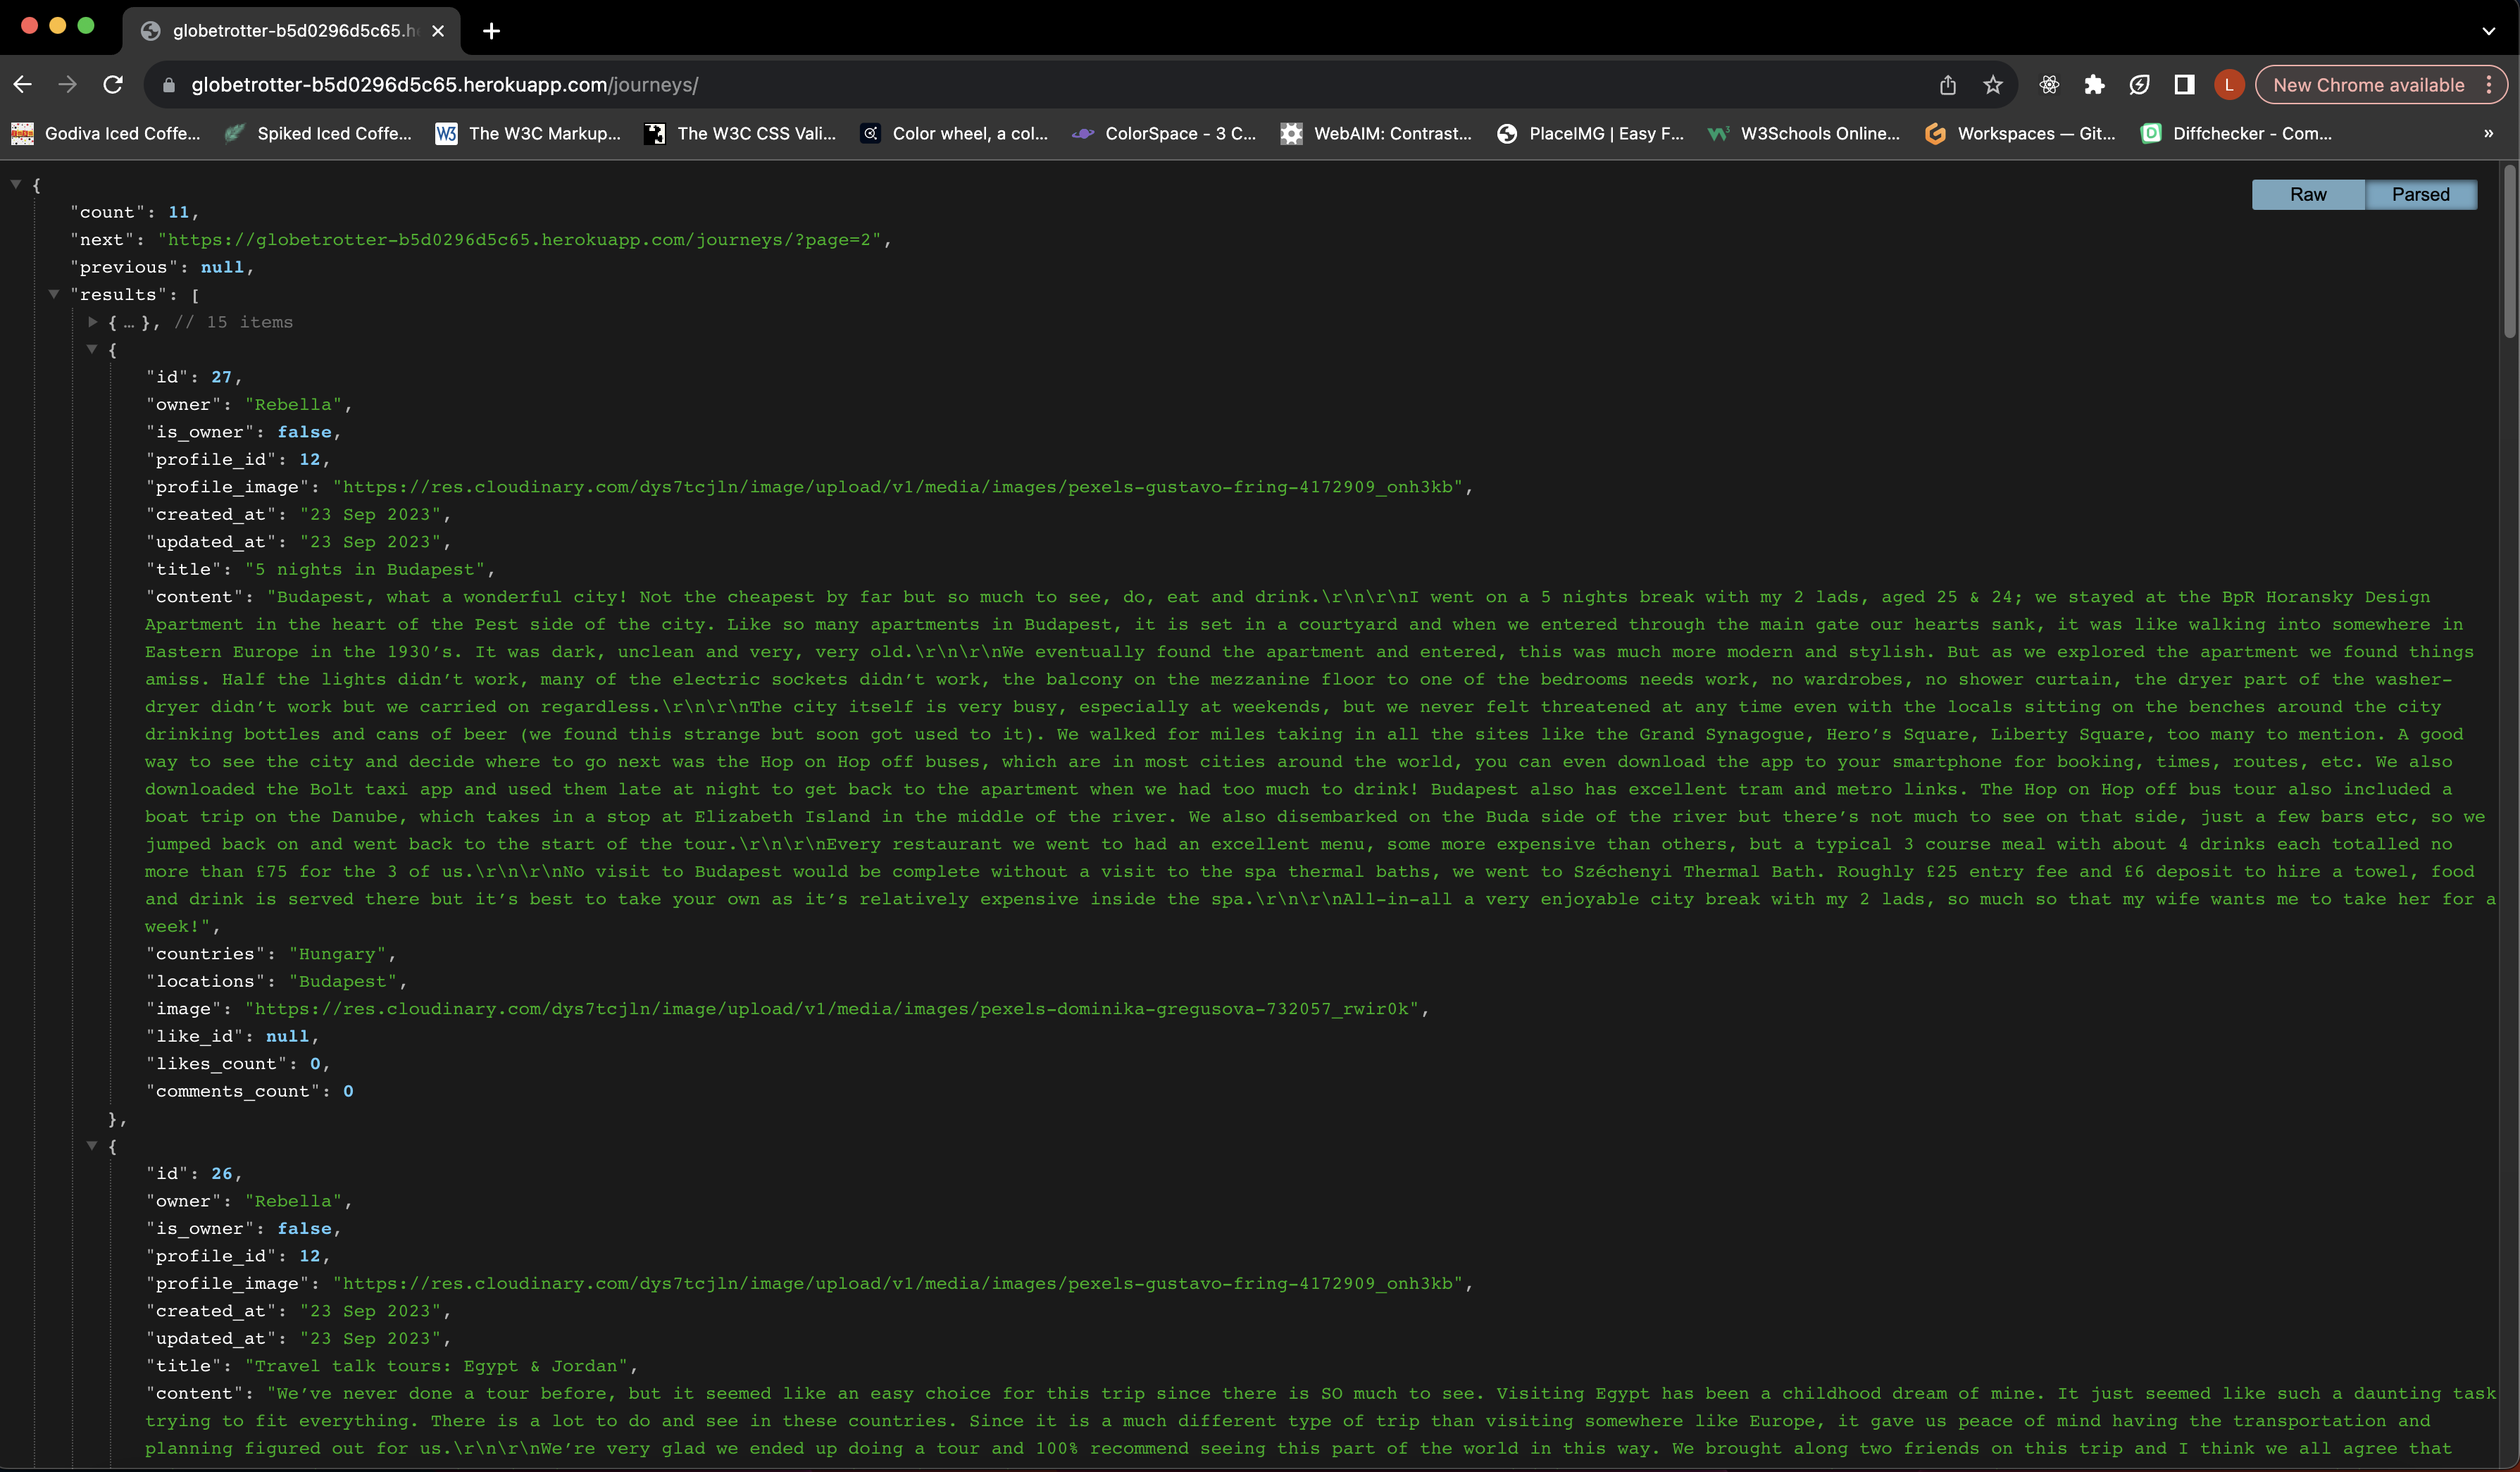 globetrotter-b5d0296d5c65.h
globetrotter-b5d0296d5c65.herokuapp.com/journeys/
L
New Chrome available
Godiva Iced Coffe...
Spiked Iced Coffe...
The W3C Markup...
The W3C CSS Vali...
Color wheel, a col...
ColorSpace - 3 C...
WebAIM: Contrast...
PlaceIMG | Easy F...
W3Schools Online...
Workspaces — Git...
Diffchecker - Com...
»
Raw
Parsed
{
"count": 11,
"next": "https://globetrotter-b5d0296d5c65.herokuapp.com/journeys/?page=2",
"previous": null,
"results": [
{ … }, // 15 items
{
"id": 27,
"owner": "Rebella",
"is_owner": false,
"profile_id": 12,
"profile_image": "https://res.cloudinary.com/dys7tcjln/image/upload/v1/media/images/pexels-gustavo-fring-4172909_onh3kb",
"created_at": "23 Sep 2023",
"updated_at": "23 Sep 2023",
"title": "5 nights in Budapest",
"content": "Budapest, what a wonderful city! Not the cheapest by far but so much to see, do, eat and drink.\r\n\r\nI went on a 5 nights break with my 2 lads, aged 25 & 24; we stayed at the BpR Horansky Design
Apartment in the heart of the Pest side of the city. Like so many apartments in Budapest, it is set in a courtyard and when we entered through the main gate our hearts sank, it was like walking into somewhere in
Eastern Europe in the 1930’s. It was dark, unclean and very, very old.\r\n\r\nWe eventually found the apartment and entered, this was much more modern and stylish. But as we explored the apartment we found things
amiss. Half the lights didn’t work, many of the electric sockets didn’t work, the balcony on the mezzanine floor to one of the bedrooms needs work, no wardrobes, no shower curtain, the dryer part of the washer-
dryer didn’t work but we carried on regardless.\r\n\r\nThe city itself is very busy, especially at weekends, but we never felt threatened at any time even with the locals sitting on the benches around the city
drinking bottles and cans of beer (we found this strange but soon got used to it). We walked for miles taking in all the sites like the Grand Synagogue, Hero’s Square, Liberty Square, too many to mention. A good
way to see the city and decide where to go next was the Hop on Hop off buses, which are in most cities around the world, you can even download the app to your smartphone for booking, times, routes, etc. We also
downloaded the Bolt taxi app and used them late at night to get back to the apartment when we had too much to drink! Budapest also has excellent tram and metro links. The Hop on Hop off bus tour also included a
boat trip on the Danube, which takes in a stop at Elizabeth Island in the middle of the river. We also disembarked on the Buda side of the river but there’s not much to see on that side, just a few bars etc, so we
jumped back on and went back to the start of the tour.\r\n\r\nEvery restaurant we went to had an excellent menu, some more expensive than others, but a typical 3 course meal with about 4 drinks each totalled no
more than £75 for the 3 of us.\r\n\r\nNo visit to Budapest would be complete without a visit to the spa thermal baths, we went to Széchenyi Thermal Bath. Roughly £25 entry fee and £6 deposit to hire a towel, food
and drink is served there but it’s best to take your own as it’s relatively expensive inside the spa.\r\n\r\nAll-in-all a very enjoyable city break with my 2 lads, so much so that my wife wants me to take her for a
week!",
"countries": "Hungary",
"locations": "Budapest",
"image": "https://res.cloudinary.com/dys7tcjln/image/upload/v1/media/images/pexels-dominika-gregusova-732057_rwir0k",
"like_id": null,
"likes_count": 0,
"comments_count": 0
},
{
"id": 26,
"owner": "Rebella",
"is_owner": false,
"profile_id": 12,
"profile_image": "https://res.cloudinary.com/dys7tcjln/image/upload/v1/media/images/pexels-gustavo-fring-4172909_onh3kb",
"created_at": "23 Sep 2023",
"updated_at": "23 Sep 2023",
"title": "Travel talk tours: Egypt & Jordan",
"content": "We’ve never done a tour before, but it seemed like an easy choice for this trip since there is SO much to see. Visiting Egypt has been a childhood dream of mine. It just seemed like such a daunting task
trying to fit everything. There is a lot to do and see in these countries. Since it is a much different type of trip than visiting somewhere like Europe, it gave us peace of mind having the transportation and
planning figured out for us.\r\n\r\nWe’re very glad we ended up doing a tour and 100% recommend seeing this part of the world in this way. We brought along two friends on this trip and I think we all agree that